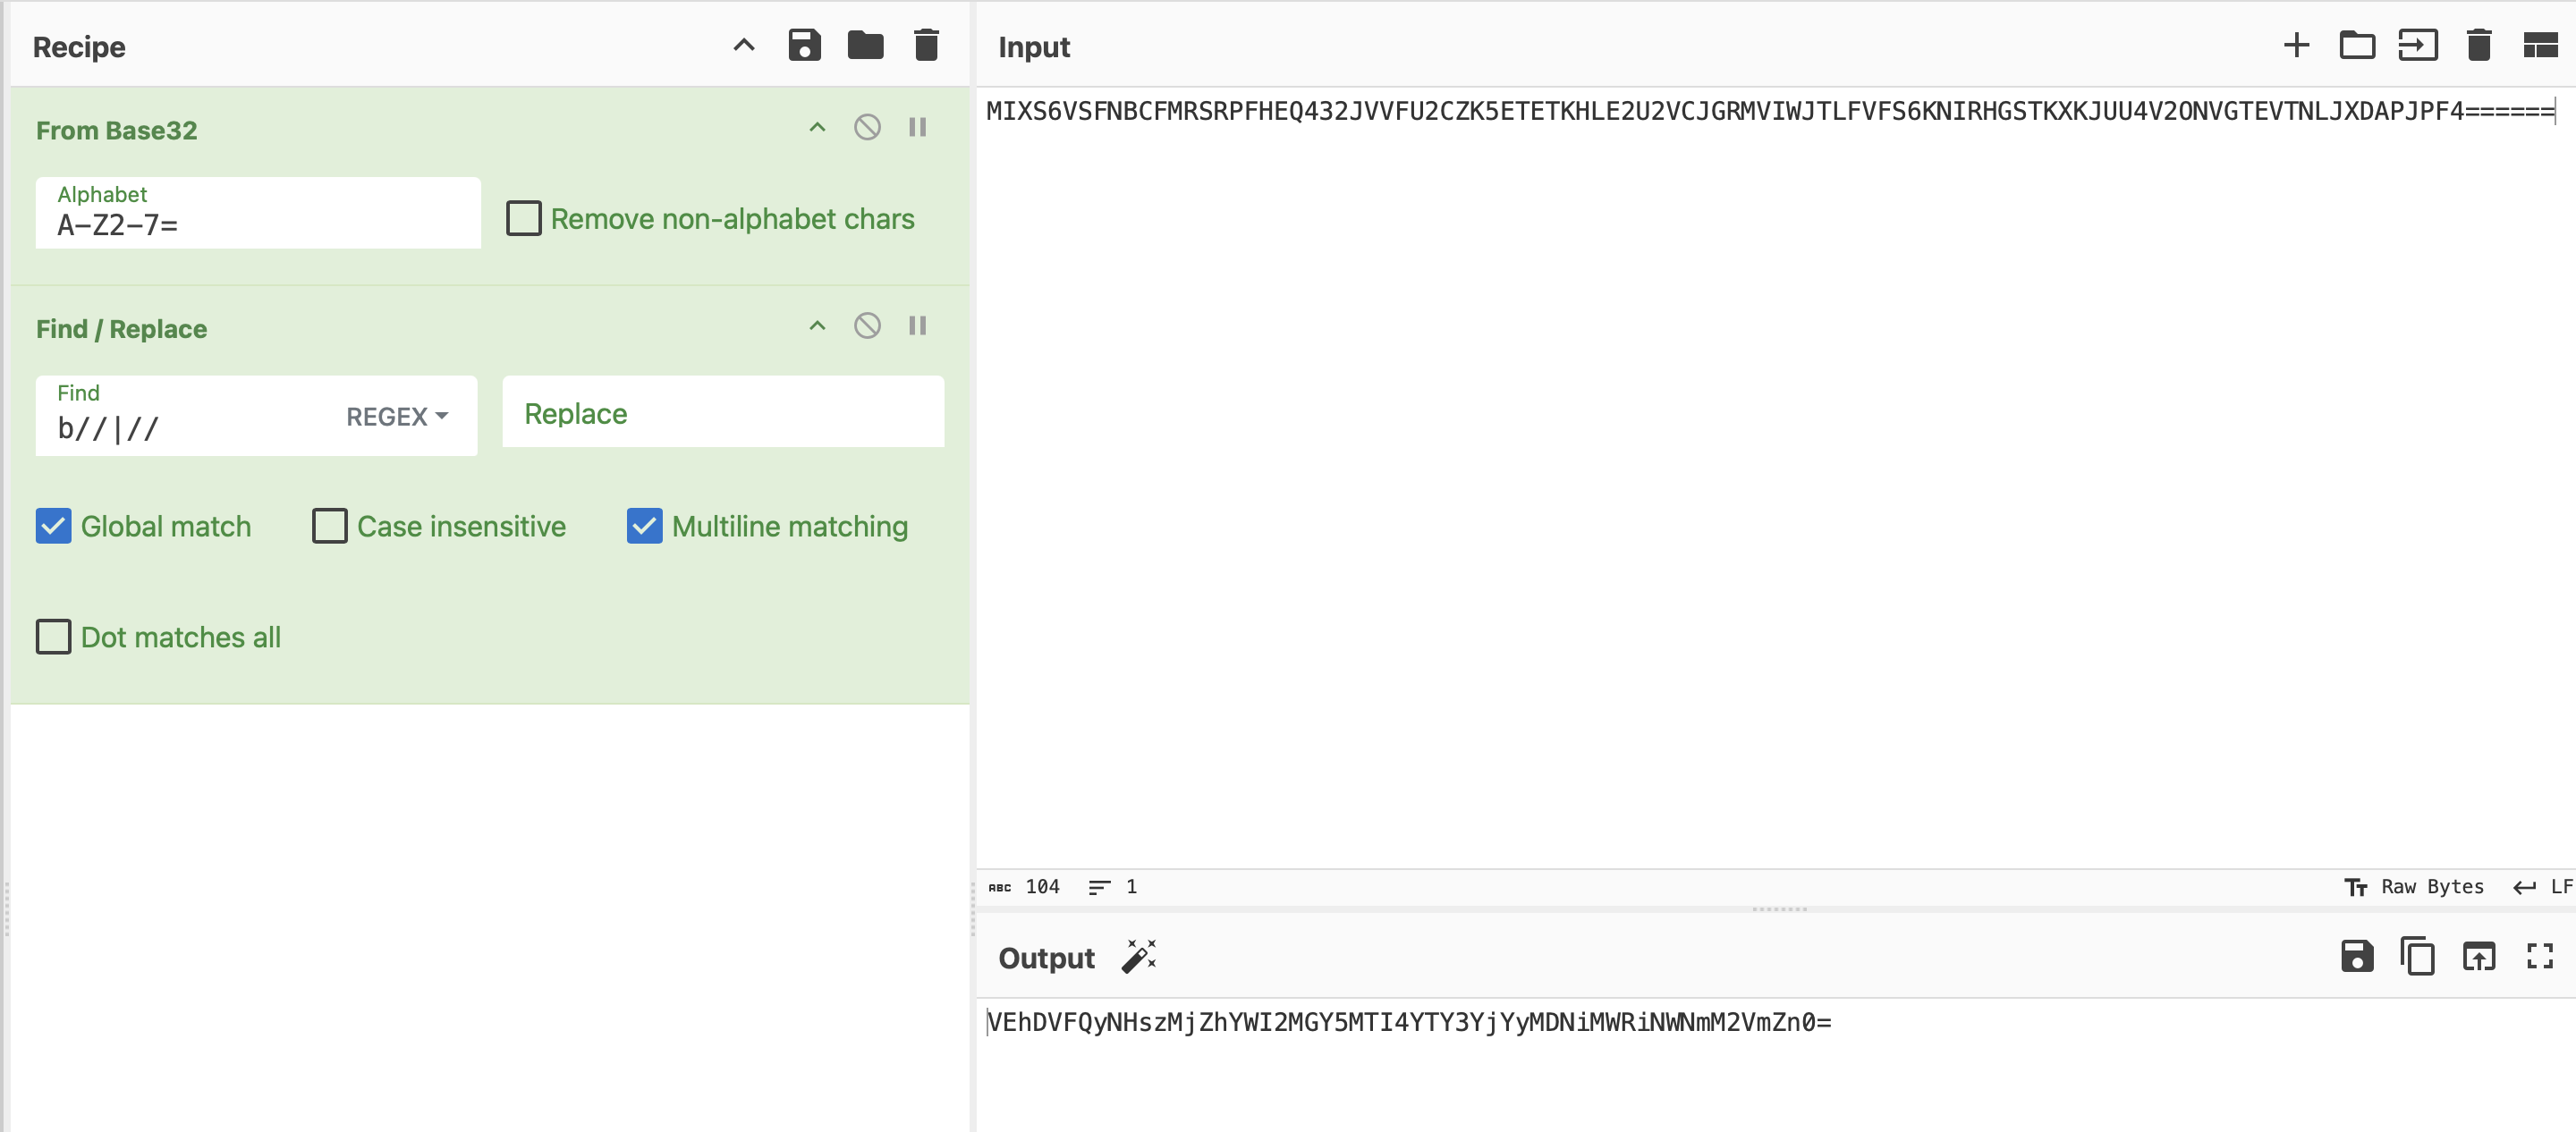 Recipe
From Base32
Alphabet
A-Z2-7=
Remove non-alphabet chars
Find / Replace
Find
b//|//
REGEX
Replace
Global match
Case insensitive
Multiline matching
Dot matches all
Input
MIXS6VSFNBCFMRSRPFHEQ432JVVFU2CZK5ETETKHLE2U2VCJGRMVIWJTLFVFS6KNIRHGSTKXKJUU4V2ONVGTEVTNLJXDAPJPF4======
ABC 104 1
Raw Bytes LF
Output
VEhDVFQyNHszMjZhYWI2MGY5MTI4YTY3YjYyMDNiMWRiNWNmM2VmZn0=